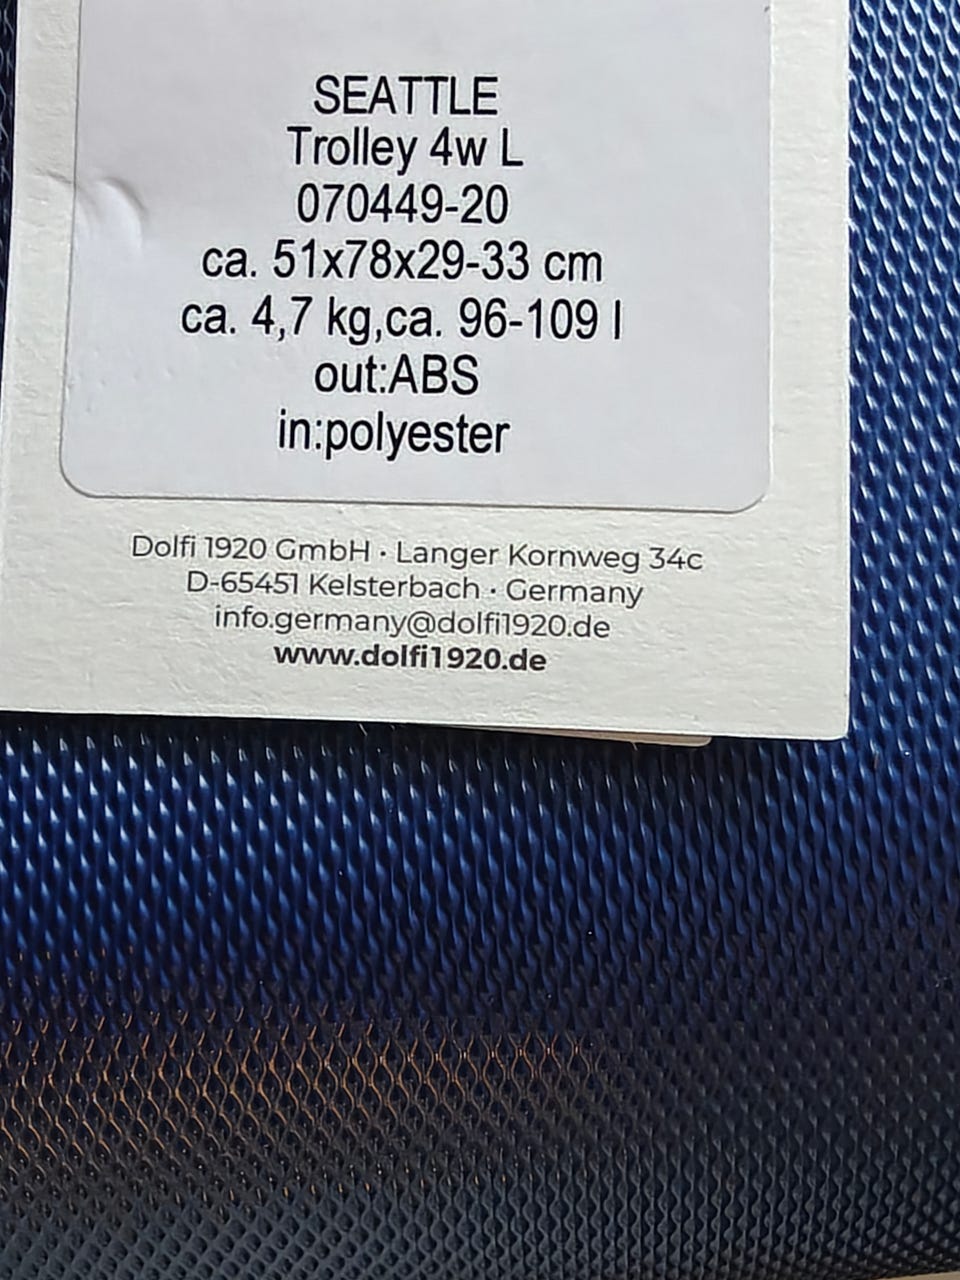 SEATTLE
Trolley 4w L
070449-20
ca. 51x78x29-33 cm
ca. 4,7 kg,ca. 96-109 l
out:ABS
in:polyester
Dolfi 1920 GmbH · Langer Kornweg 34c
D-65451 Kelsterbach · Germany
info.germany@dolfi1920.de
www.dolfi1920.de